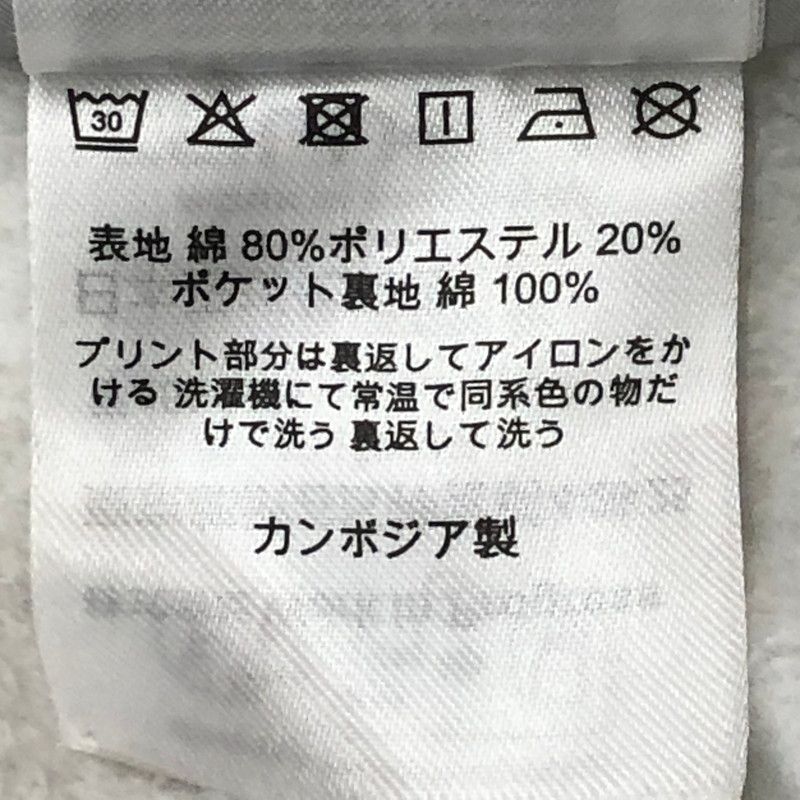 30
表地 綿 80%ポリエステル 20%
ポケット裏地 綿 100%
プリント部分は裏返してアイロンをか
ける 洗濯機にて常温で同系色の物だ
けで洗う 裏返して洗う
カンボジア製